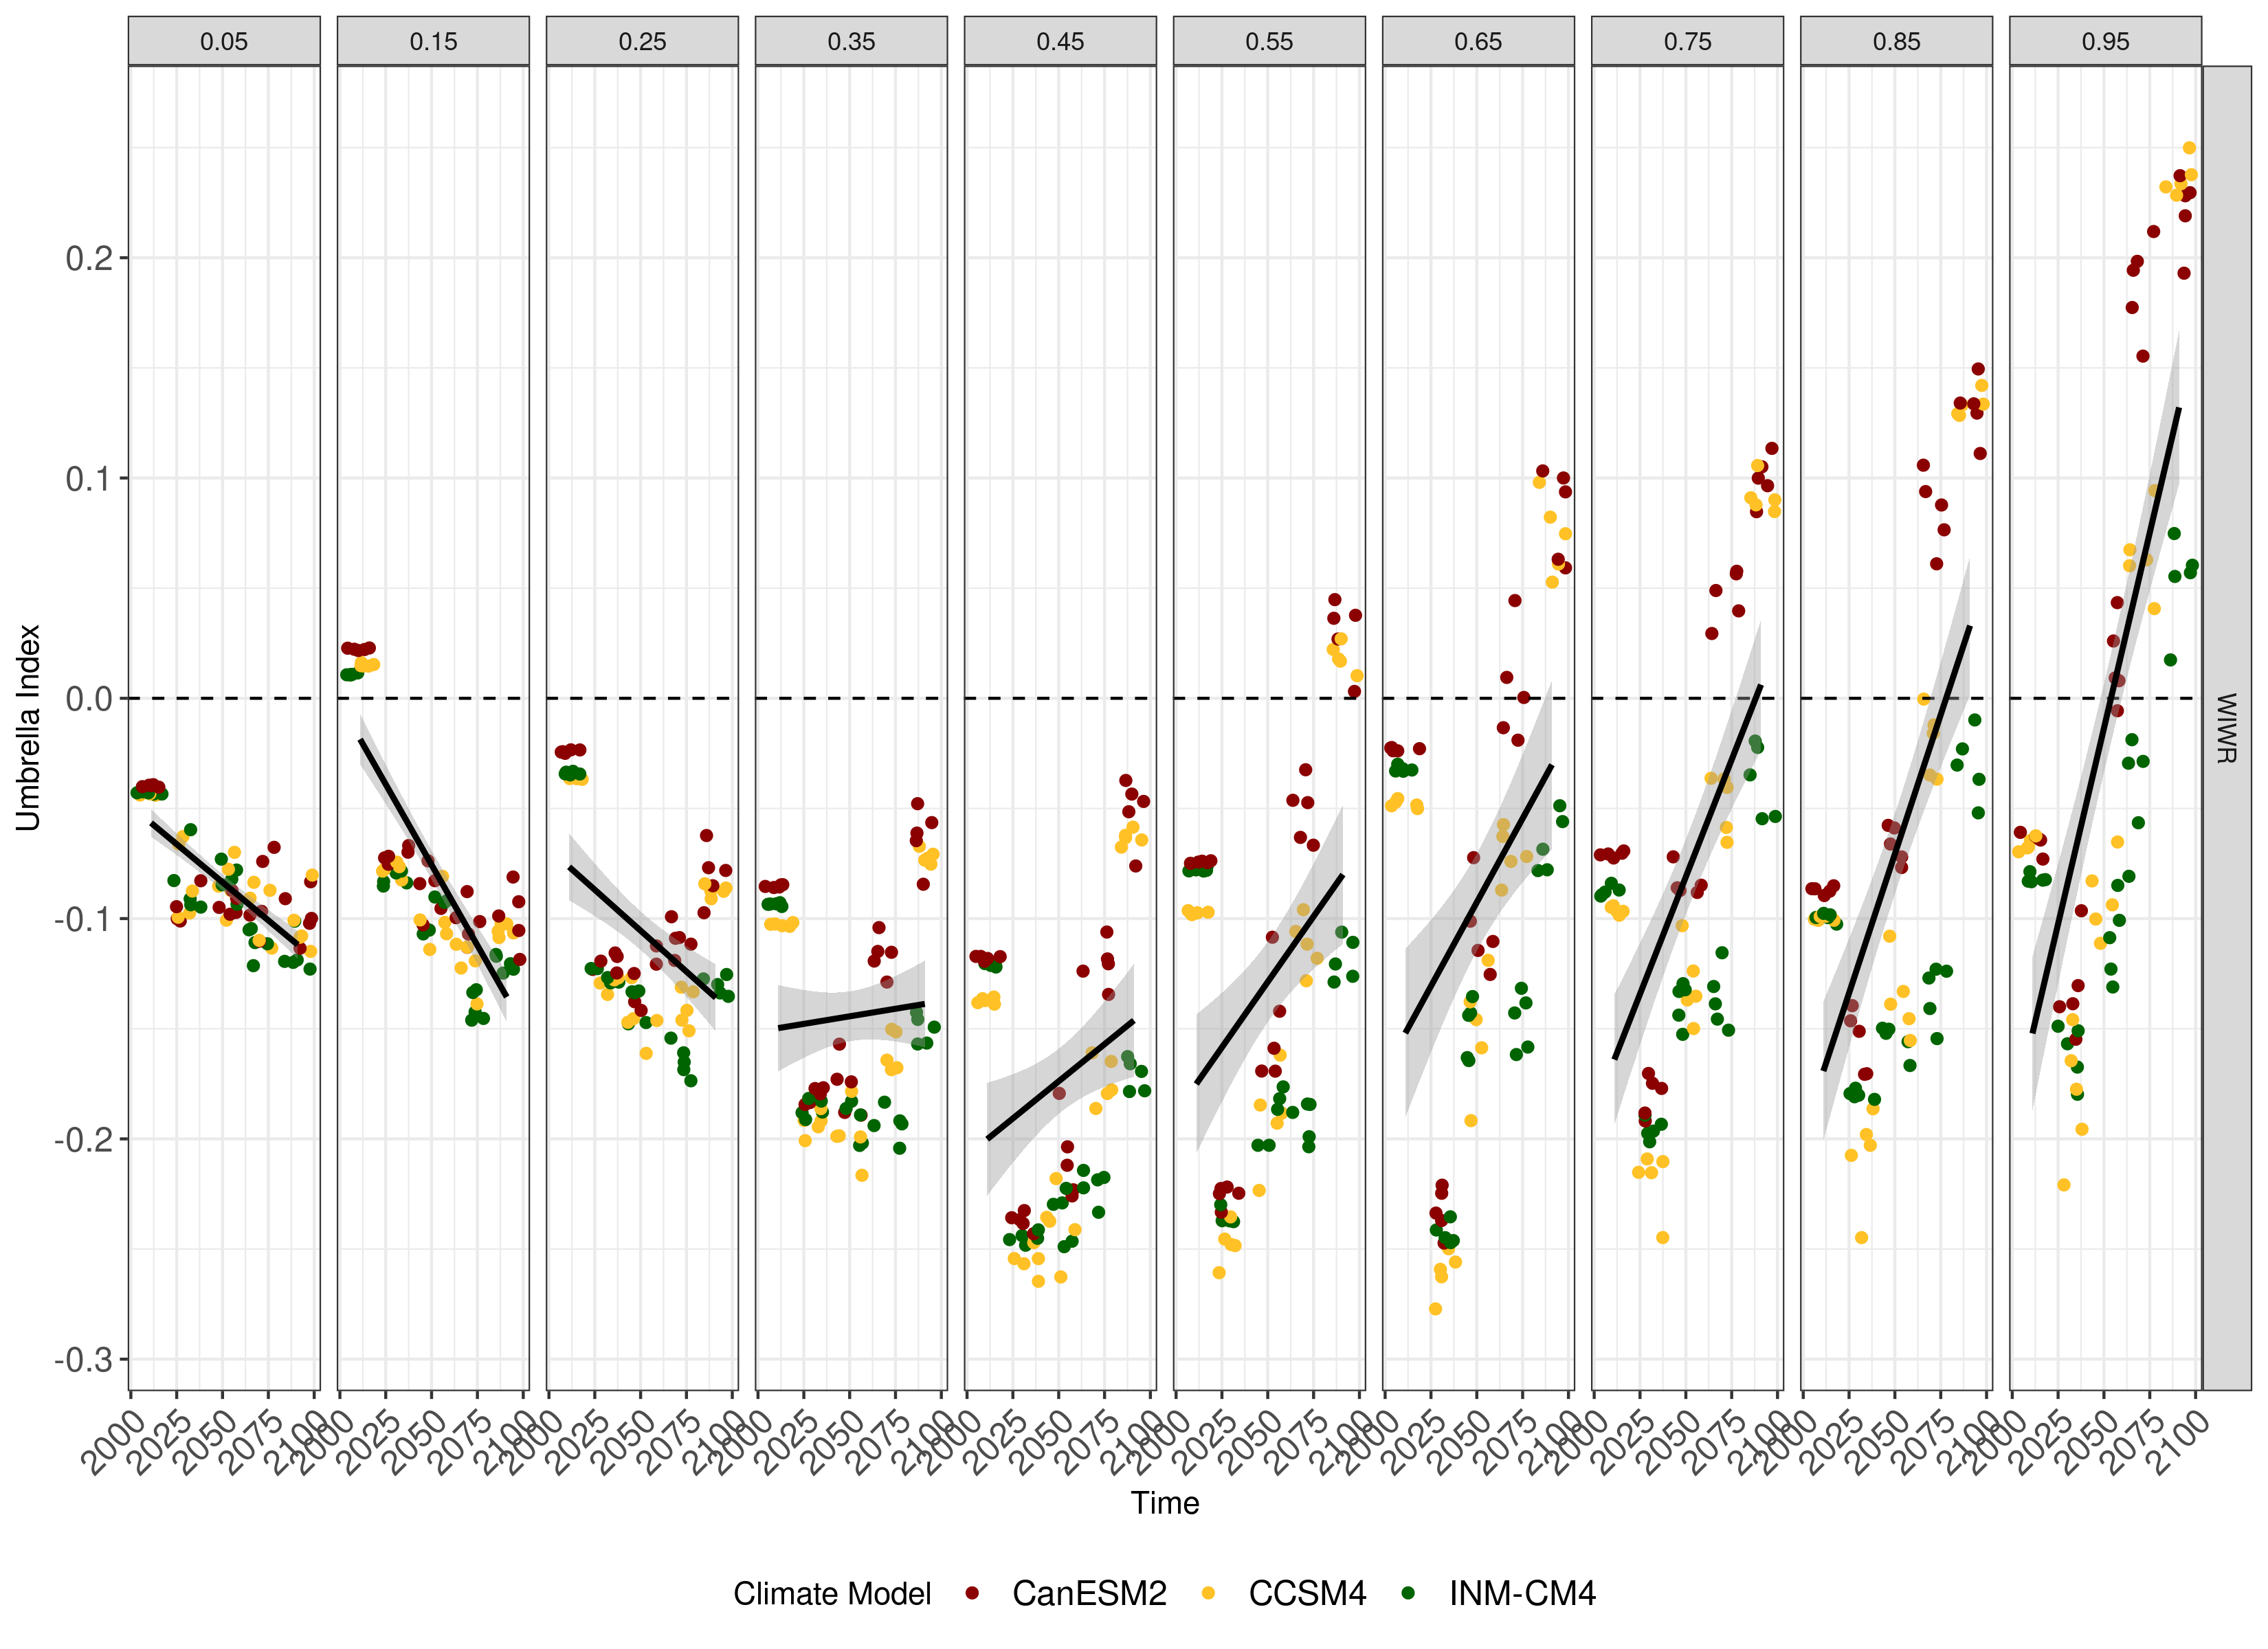 0.05 0.15 0.25 0.35 0.45 0.55 0.65 0.75 0.85 0.95
WIWR
Umbrella Index
0.2
0.1
0.0
-0.1
-0.2
-0.3
2000 2025 2050 2075 2100 2000 2025 2050 2075 2100 2000 2025 2050 2075 2100 2000 2025 2050 2075 2100 2000 2025 2050 2075 2100 2000 2025 2050 2075 2100 2000 2025 2050 2075 2100 2000 2025 2050 2075 2100 2000 2025 2050 2075 2100 2000 2025 2050 2075 2100
Time
Climate Model CanESM2 CCSM4 INM-CM4